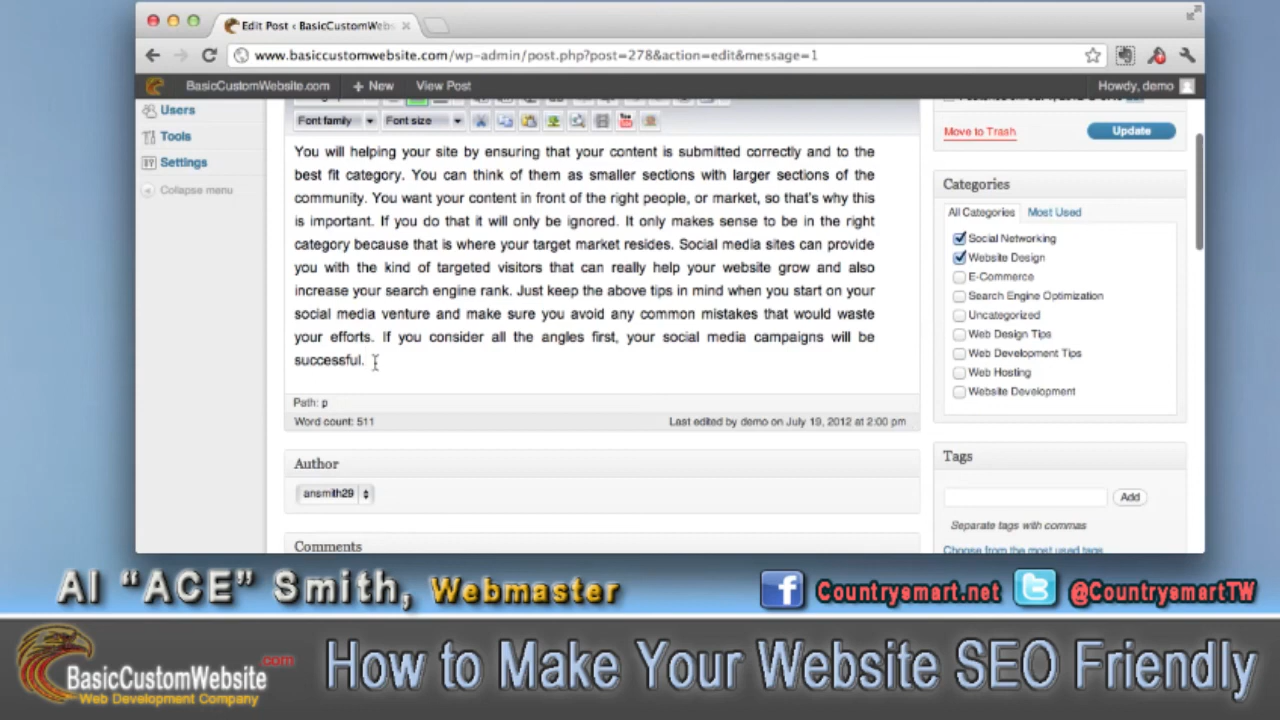 Edit Post ‹ BasicCustomWebs
www.basiccustomwebsite.com/wp-admin/post.php?post=278&action=edit&message=1
BasicCustomWebsite.com + New View Post Howdy, demo
Users
Tools
Settings
Collapse menu
Font family Font size
You will helping your site by ensuring that your content is submitted correctly and to the
best fit category. You can think of them as smaller sections with larger sections of the
community. You want your content in front of the right people, or market, so that's why this
is important. If you do that it will only be ignored. It only makes sense to be in the right
category because that is where your target market resides. Social media sites can provide
you with the kind of targeted visitors that can really help your website grow and also
increase your search engine rank. Just keep the above tips in mind when you start on your
social media venture and make sure you avoid any common mistakes that would waste
your efforts. If you consider all the angles first, your social media campaigns will be
successful.
Path: p
Word count: 511 Last edited by demo on July 19, 2012 at 2:00 pm
Author
ansmith29
Comments
Move to Trash Update
Categories
All Categories Most Used
Social Networking
Website Design
E-Commerce
Search Engine Optimization
Uncategorized
Web Design Tips
Web Development Tips
Web Hosting
Website Development
Tags
Add
Separate tags with commas
Choose from the most used tags
Al “ACE” Smith, Webmaster
Countrysmart.net
@CountrysmartTW
BasicCustomWebsite.com
Web Development Company
How to Make Your Website SEO Friendly